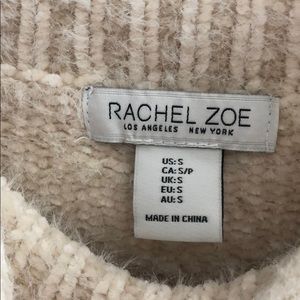 RACHEL ZOE
LOS ANGELES NEW YORK
US:S
CA:S/P
UK:S
EU:S
AU:S
MADE IN CHINA